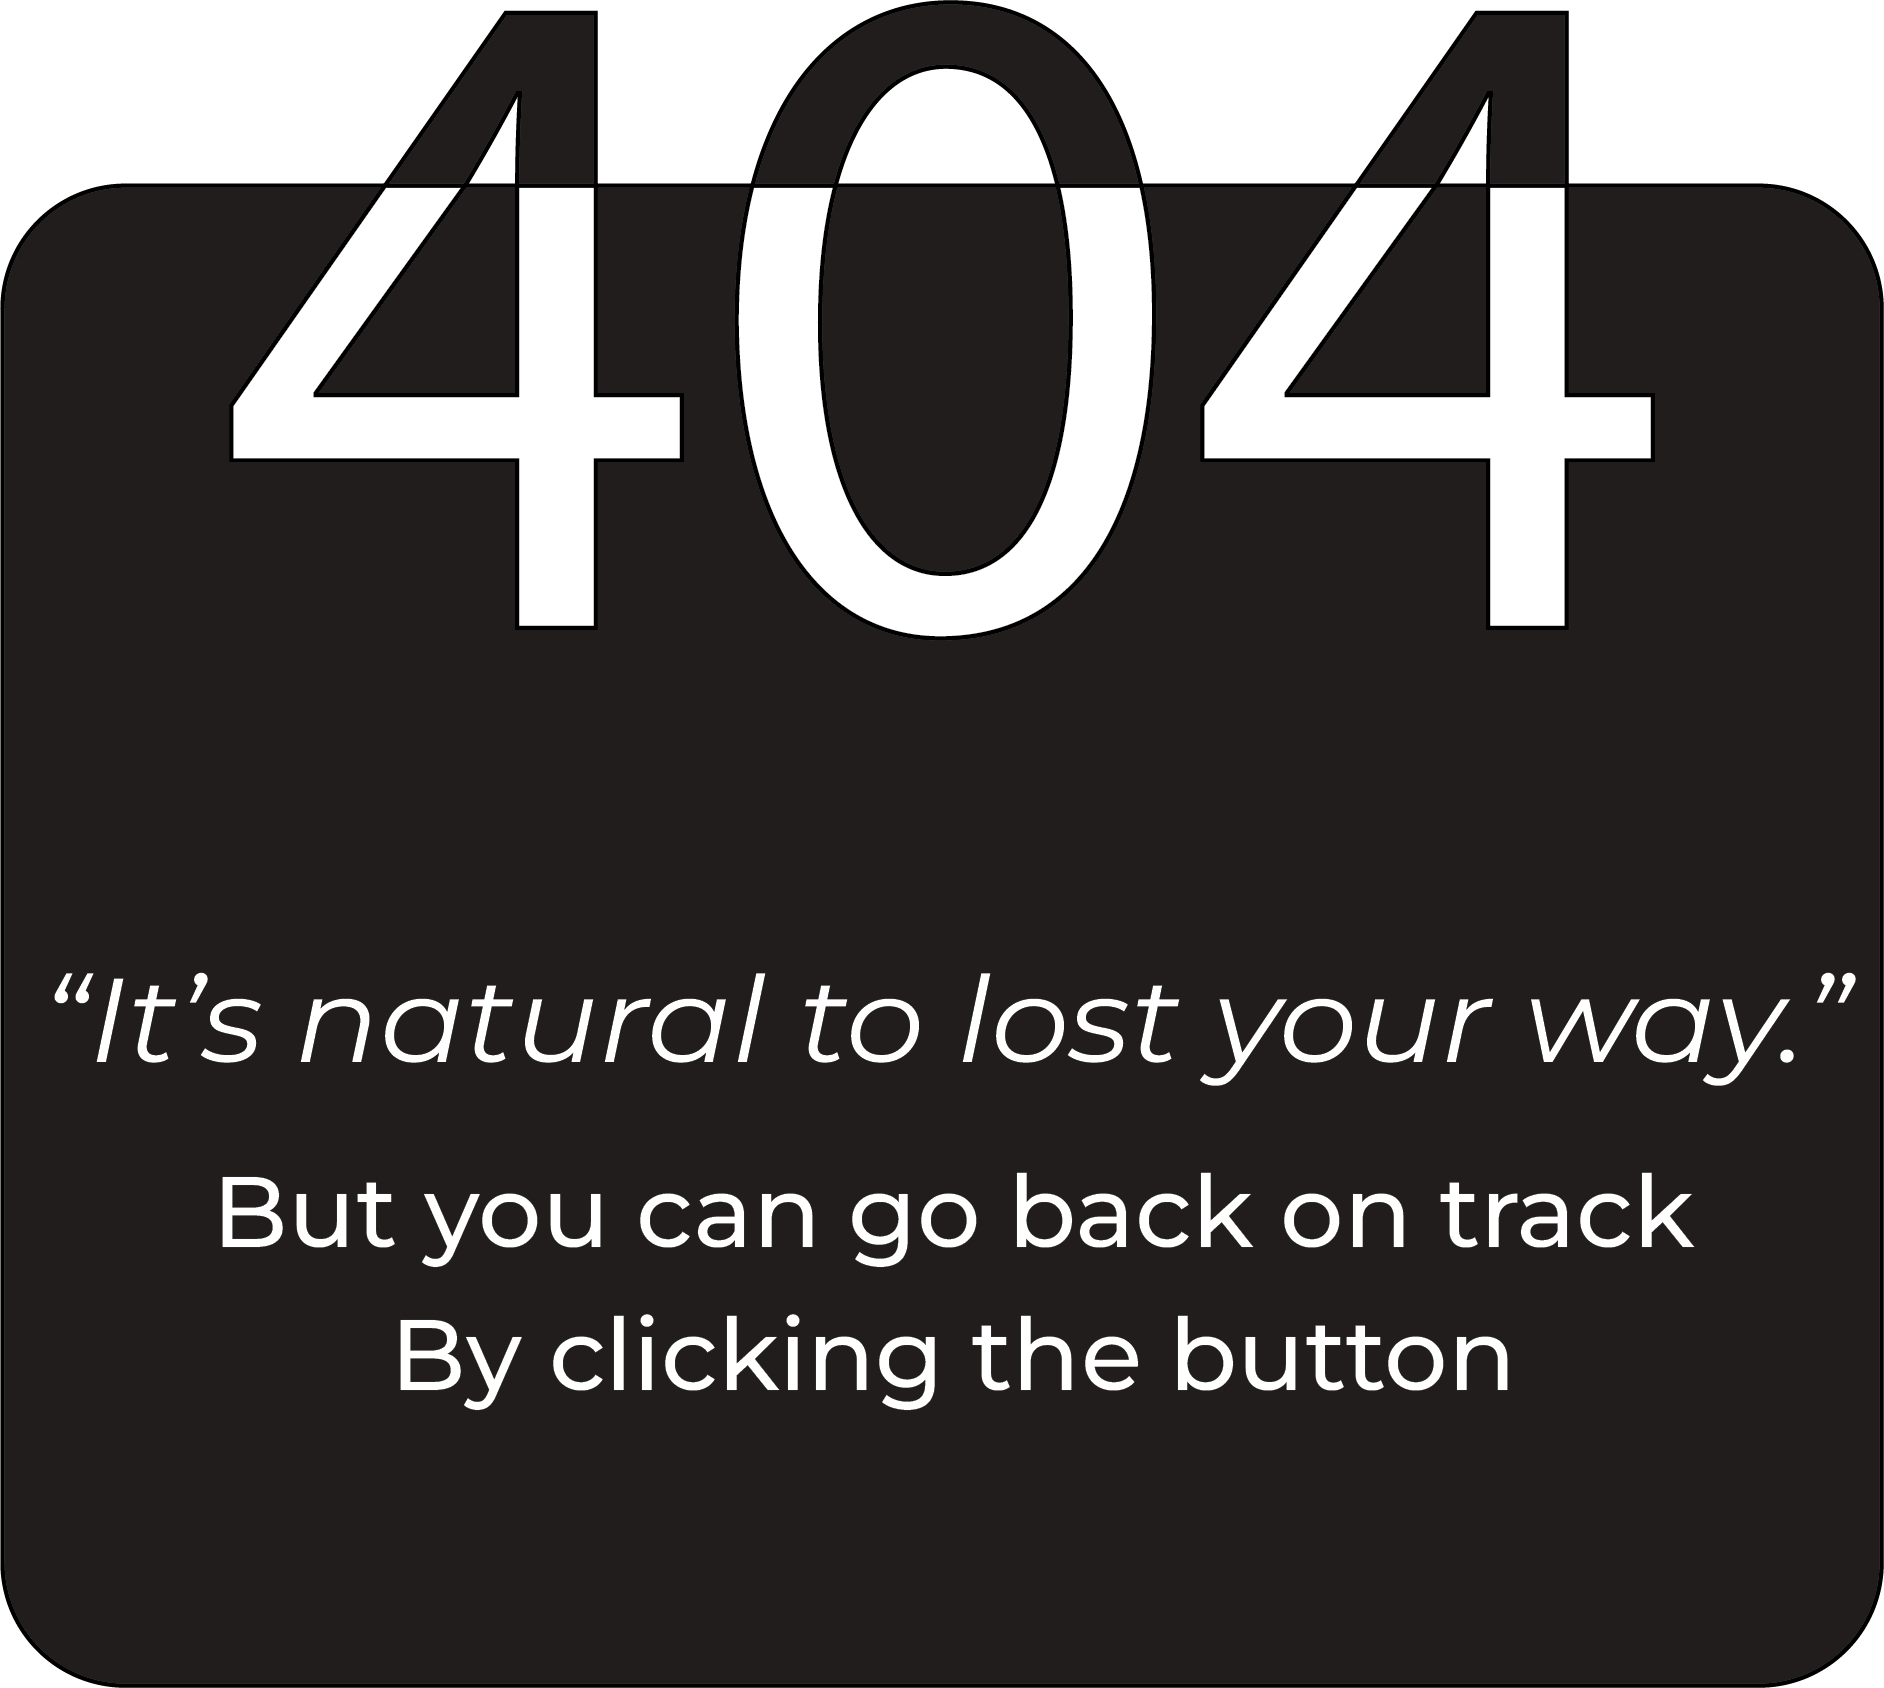 404
“It’s natural to lost your way.”
But you can go back on track
By clicking the button